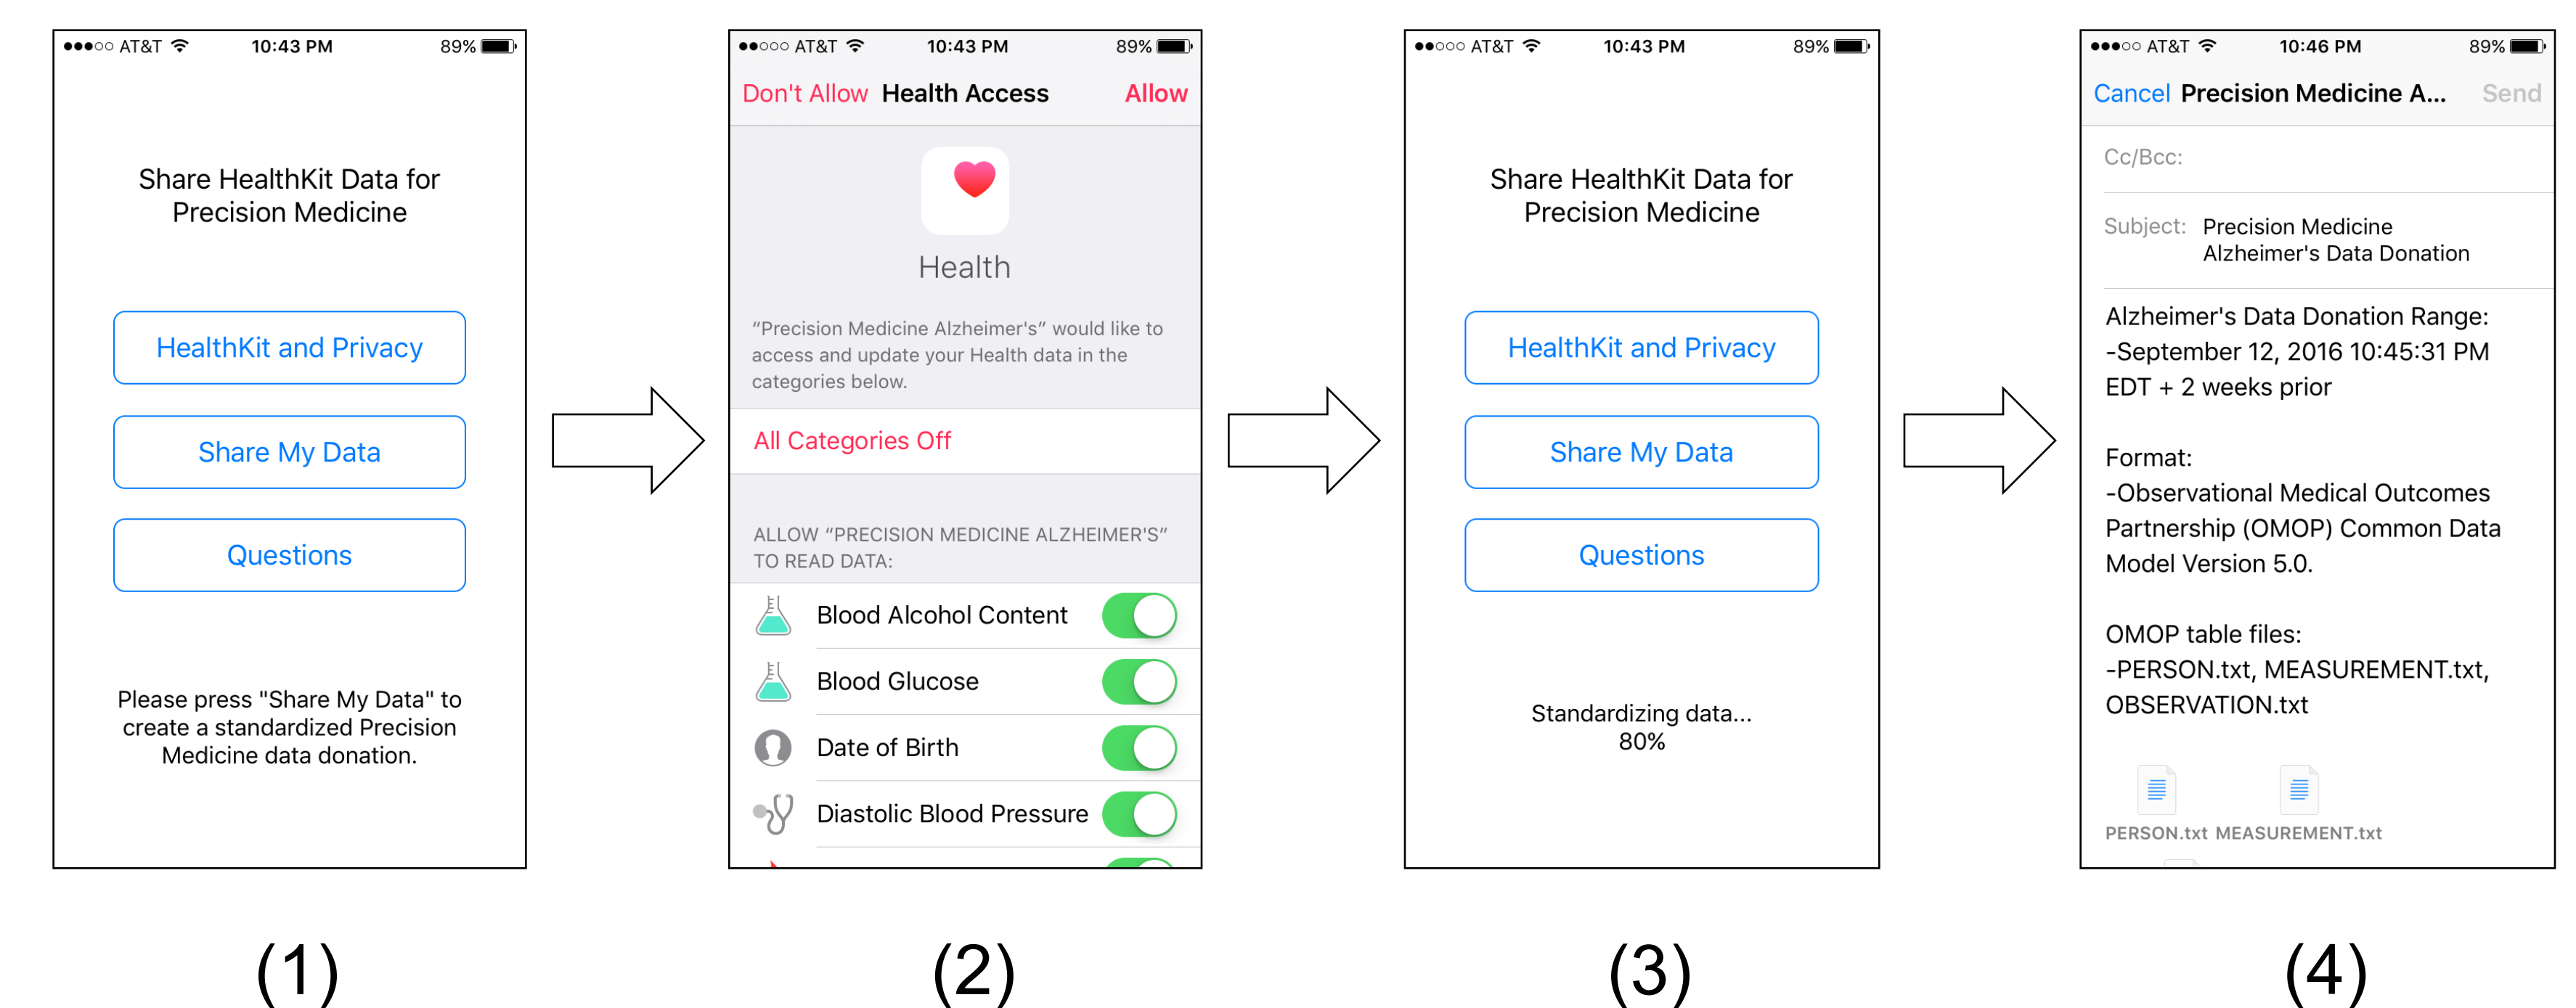 AT&T 10:43 PM 89%
Share HealthKit Data for
Precision Medicine
HealthKit and Privacy
Share My Data
Questions
Please press "Share My Data" to
create a standardized Precision
Medicine data donation.
(1)
AT&T 10:43 PM 89%
Don't Allow Health Access Allow
Health
“Precision Medicine Alzheimer's” would like to
access and update your Health data in the
categories below.
All Categories Off
ALLOW “PRECISION MEDICINE ALZHEIMER'S”
TO READ DATA:
Blood Alcohol Content
Blood Glucose
Date of Birth
Diastolic Blood Pressure
(2)
AT&T 10:43 PM 89%
Share HealthKit Data for
Precision Medicine
HealthKit and Privacy
Share My Data
Questions
Standardizing data...
80%
(3)
AT&T 10:46 PM 89%
Cancel Precision Medicine A... Send
Cc/Bcc:
Subject: Precision Medicine
Alzheimer's Data Donation
Alzheimer's Data Donation Range:
-September 12, 2016 10:45:31 PM
EDT + 2 weeks prior
Format:
-Observational Medical Outcomes
Partnership (OMOP) Common Data
Model Version 5.0.
OMOP table files:
-PERSON.txt, MEASUREMENT.txt,
OBSERVATION.txt
PERSON.txt MEASUREMENT.txt
(4)